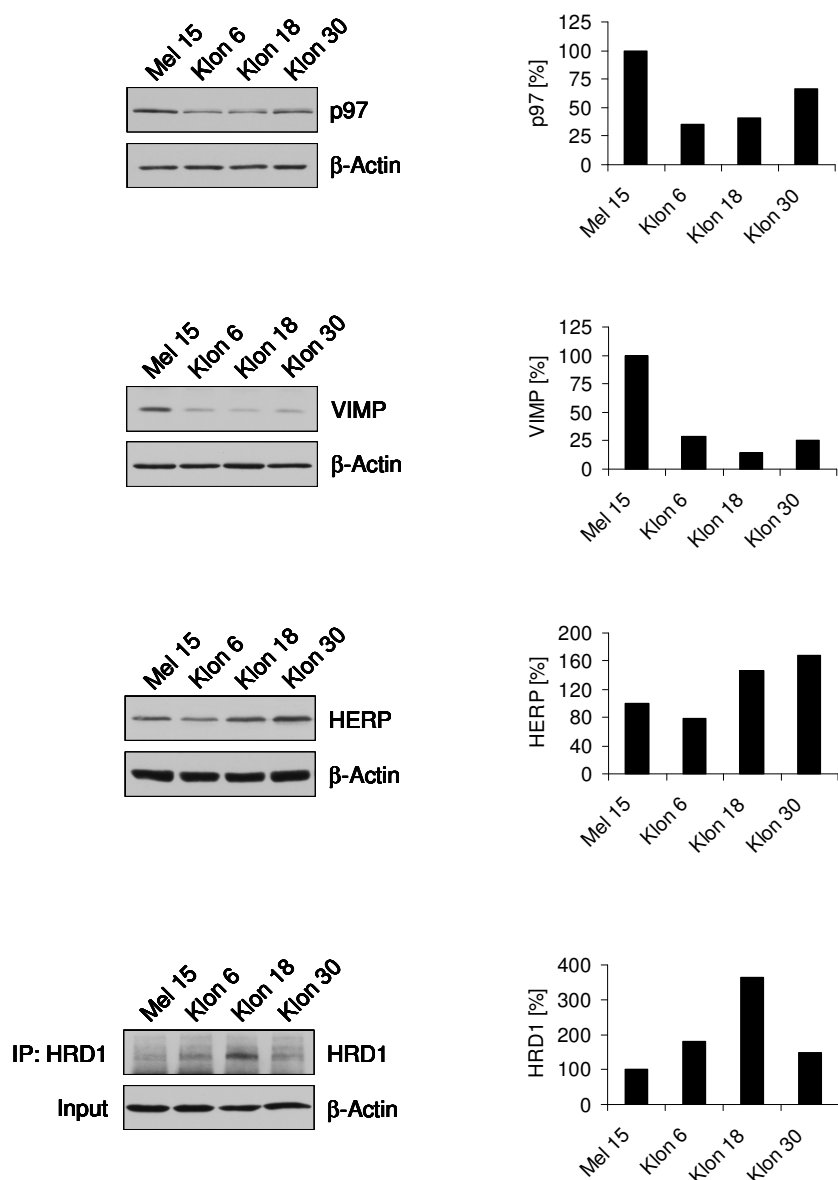 Mel 15 Klon 6 Klon 18 Klon 30
p97
β-Actin
p97 [%]
125
100
75
50
25
0
Mel 15 Klon 6 Klon 18 Klon 30
Mel 15 Klon 6 Klon 18 Klon 30
VIMP
β-Actin
VIMP [%]
125
100
75
50
25
0
Mel 15 Klon 6 Klon 18 Klon 30
Mel 15 Klon 6 Klon 18 Klon 30
HERP
β-Actin
HERP [%]
200
160
120
80
40
0
Mel 15 Klon 6 Klon 18 Klon 30
Mel 15 Klon 6 Klon 18 Klon 30
IP: HRD1 HRD1
Input β-Actin
HRD1 [%]
400
300
200
100
0
Mel 15 Klon 6 Klon 18 Klon 30